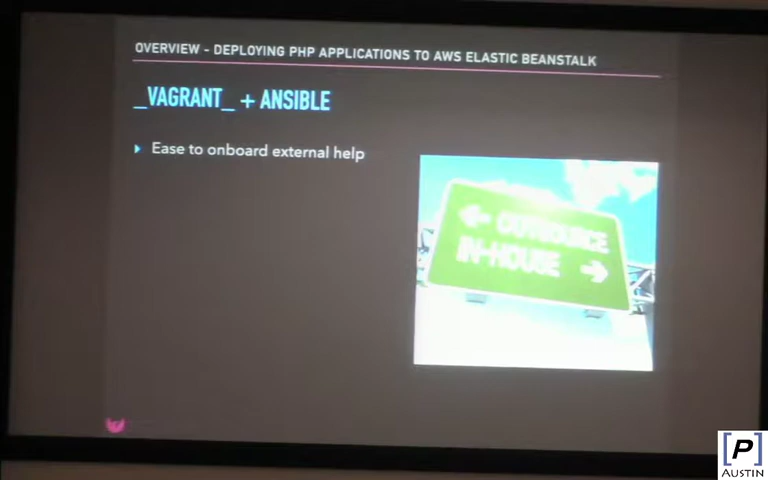 OVERVIEW - DEPLOYING PHP APPLICATIONS TO AWS ELASTIC BEANSTALK
_VAGRANT_ + ANSIBLE
Ease to onboard external help
OUTSOURCE
IN-HOUSE
[P]
AUSTIN